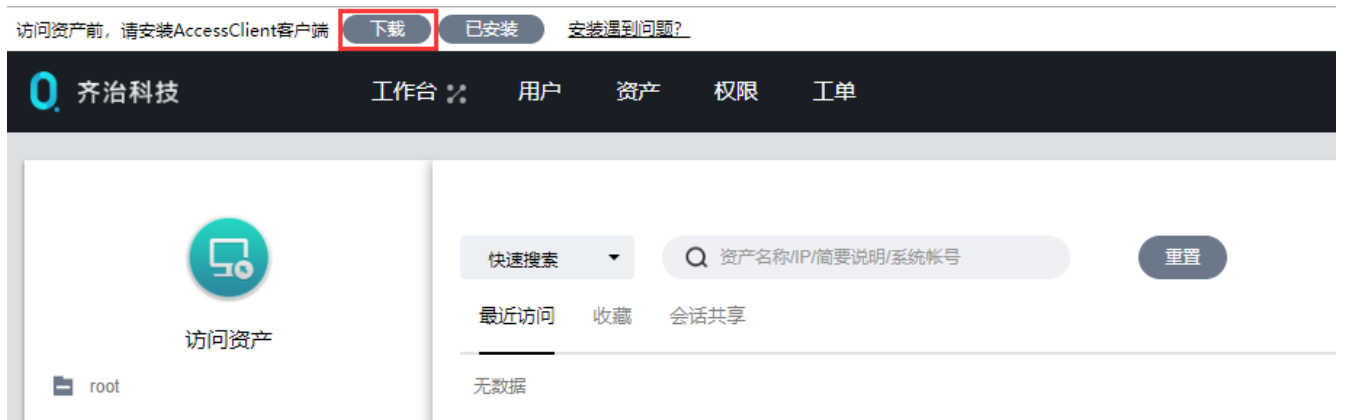 访问资产前，请安装AccessClient客户端 下载 已安装 安装遇到问题？
齐治科技 工作台 用户 资产 权限 工单
快速搜索 资产名称/IP/简要说明/系统帐号 重置
最近访问 收藏 会话共享
访问资产
root
无数据